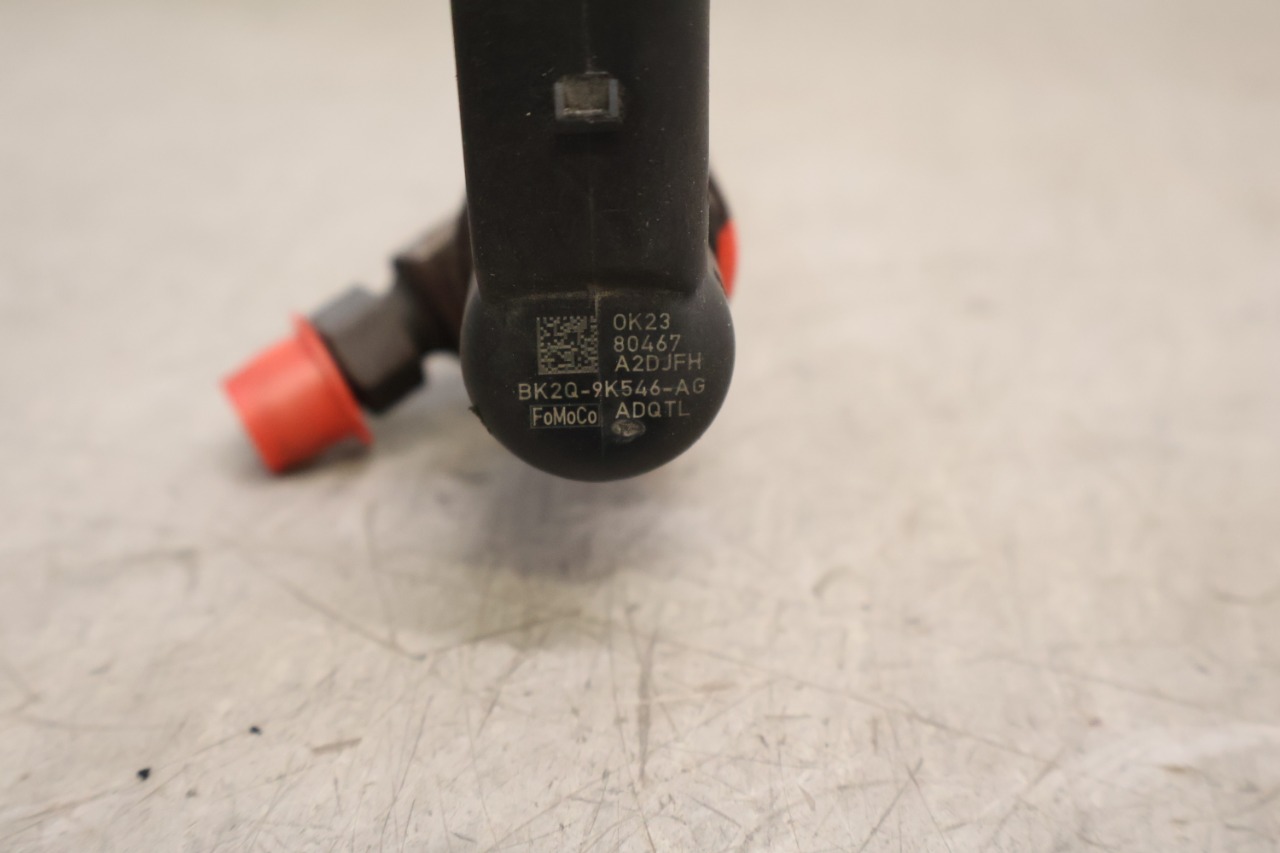 0K23
80467
A2DJFH
BK2Q-9K546-AG
FoMoCo ADQTL